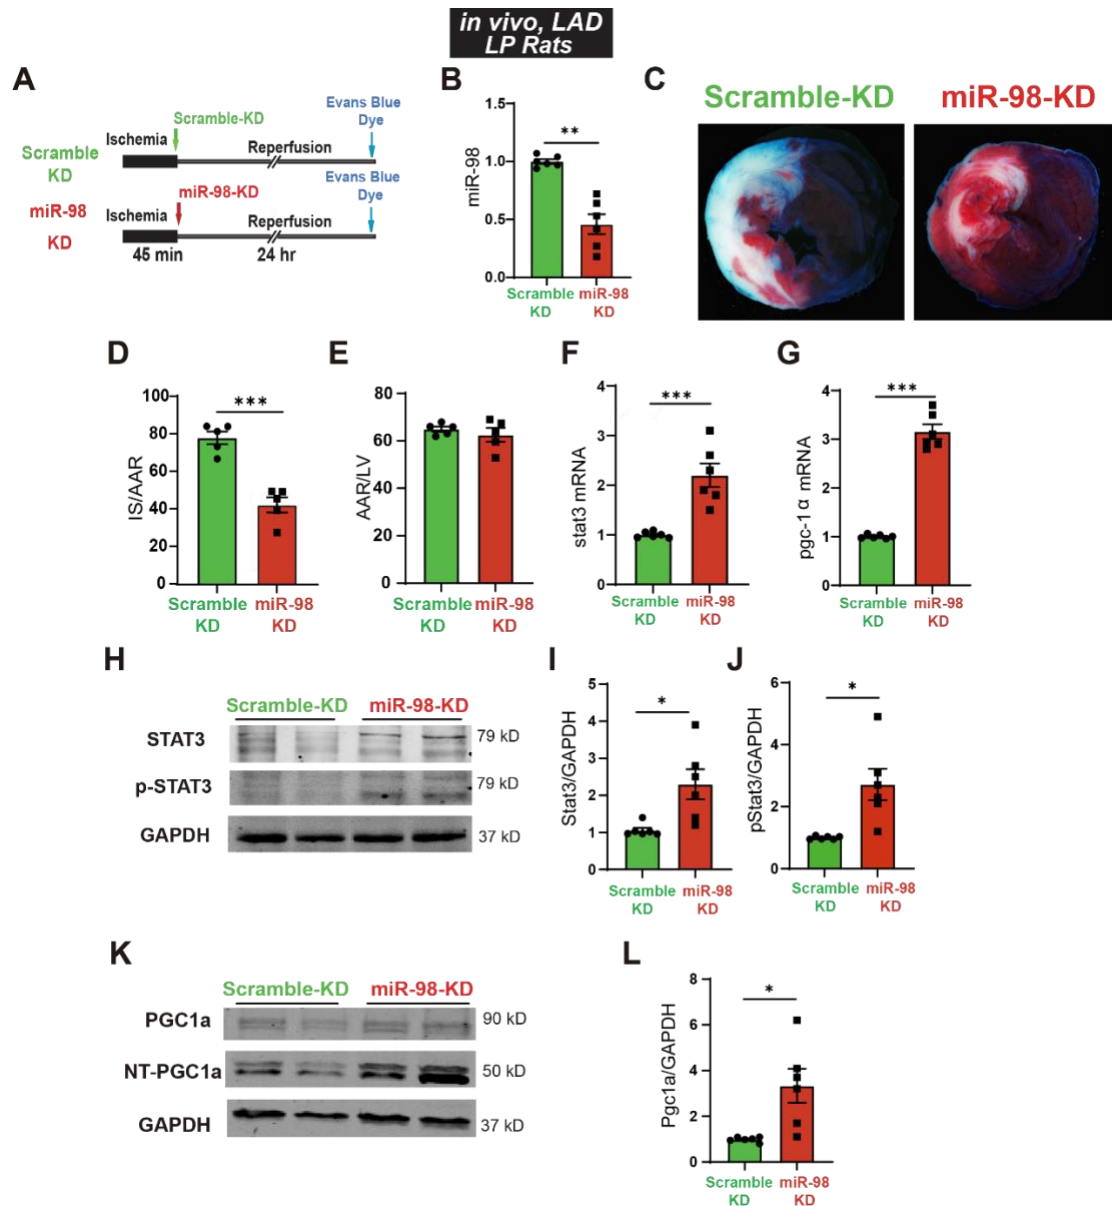 in vivo, LAD
LP Rats
A
Scramble
KD
Ischemia
Scramble-KD
Reperfusion
Evans Blue
Dye
miR-98
KD
Ischemia
miR-98-KD
Reperfusion
Evans Blue
Dye
45 min
24 hr
B
miR-98
1.5
1.0
0.5
0.0
**
Scramble
KD
miR-98
KD
C
Scramble-KD
miR-98-KD
D
IS/AAR
100
80
60
40
20
0
***
Scramble
KD
miR-98
KD
E
AAR/LV
80
60
40
20
0
Scramble
KD
miR-98
KD
F
stat3 mRNA
4
3
2
1
0
***
Scramble
KD
miR-98
KD
G
pgc-1α mRNA
4
3
2
1
0
***
Scramble
KD
miR-98
KD
H
Scramble-KD
miR-98-KD
STAT3
79 kD
p-STAT3
79 kD
GAPDH
37 kD
I
Stat3/GAPDH
5
4
3
2
1
0
*
Scramble
KD
miR-98
KD
J
pStat3/GAPDH
6
4
2
0
*
Scramble
KD
miR-98
KD
K
Scramble-KD
miR-98-KD
PGC1a
90 kD
NT-PGC1a
50 kD
GAPDH
37 kD
L
Pgc1a/GAPDH
8
6
4
2
0
*
Scramble
KD
miR-98
KD